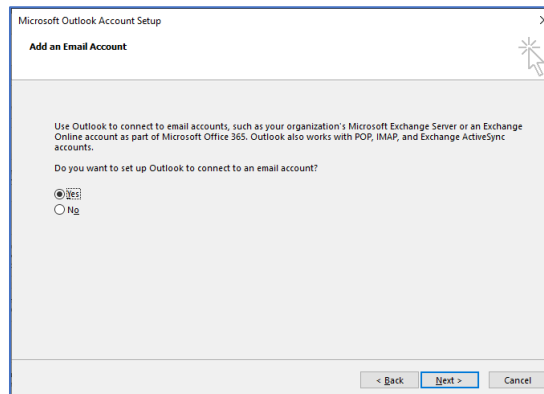 Microsoft Outlook Account Setup
Add an Email Account
Use Outlook to connect to email accounts, such as your organization's Microsoft Exchange Server or an Exchange
Online account as part of Microsoft Office 365. Outlook also works with POP, IMAP, and Exchange ActiveSync
accounts.
Do you want to set up Outlook to connect to an email account?
Yes
No
< Back Next > Cancel